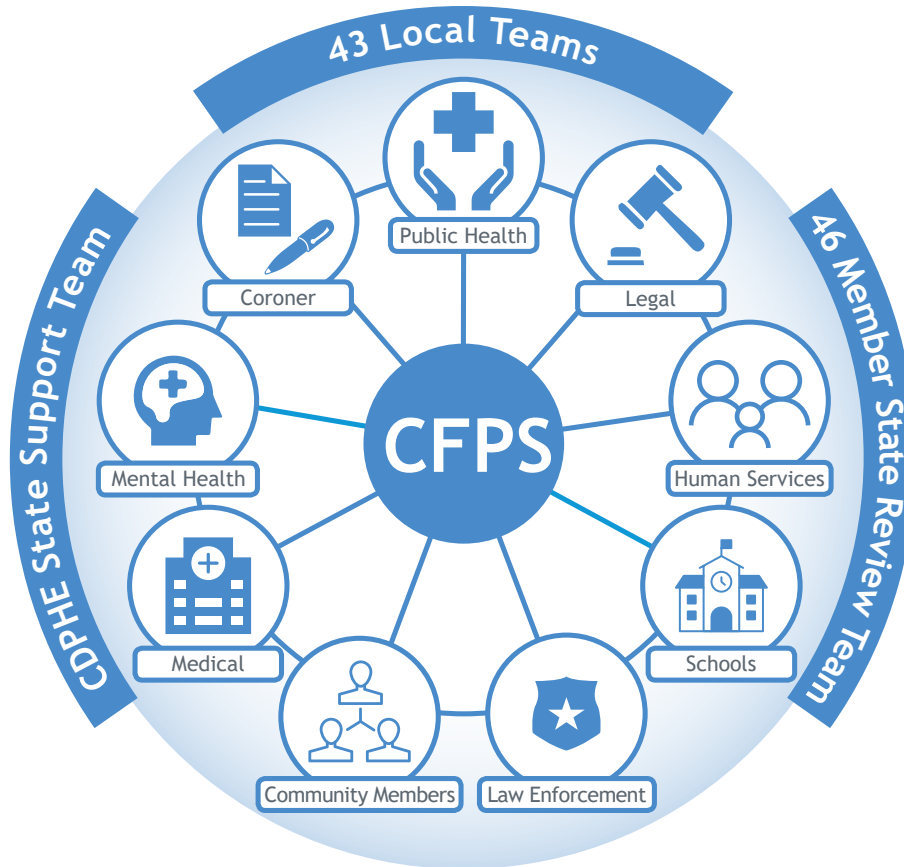 43 Local Teams
Public Health
Coroner
Legal
CDPHE State Support Team
46 Member State Review Team
CFPS
Mental Health
Human Services
Medical
Schools
Community Members
Law Enforcement